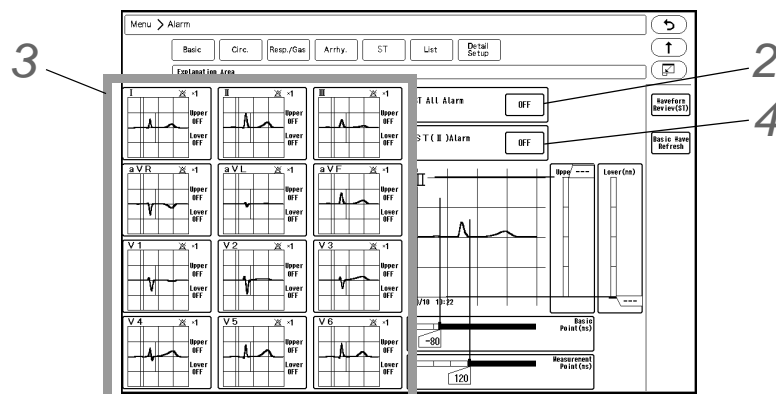 Menu > Alarm
Basic Circ. Resp./Gas Arrhy. ST List Detail Setup
Explanation Area
3
2
4
I ×1 Upper OFF Lower OFF
II ×1 Upper OFF Lower OFF
III ×1 Upper OFF Lower OFF
ST All Alarm OFF
Waveform Review(ST)
ST(II)Alarm OFF
Basic Wave Refresh
aVR ×1 Upper OFF Lower OFF
aVL ×1 Upper OFF Lower OFF
aVF ×1 Upper OFF Lower OFF
II
Uppe ---
Lower(mm)
V1 ×1 Upper OFF Lower OFF
V2 ×1 Upper OFF Lower OFF
V3 ×1 Upper OFF Lower OFF
/10 10:22
---
V4 ×1 Upper OFF Lower OFF
V5 ×1 Upper OFF Lower OFF
V6 ×1 Upper OFF Lower OFF
Basic Point(ms)
-80
Measurement Point(ms)
120